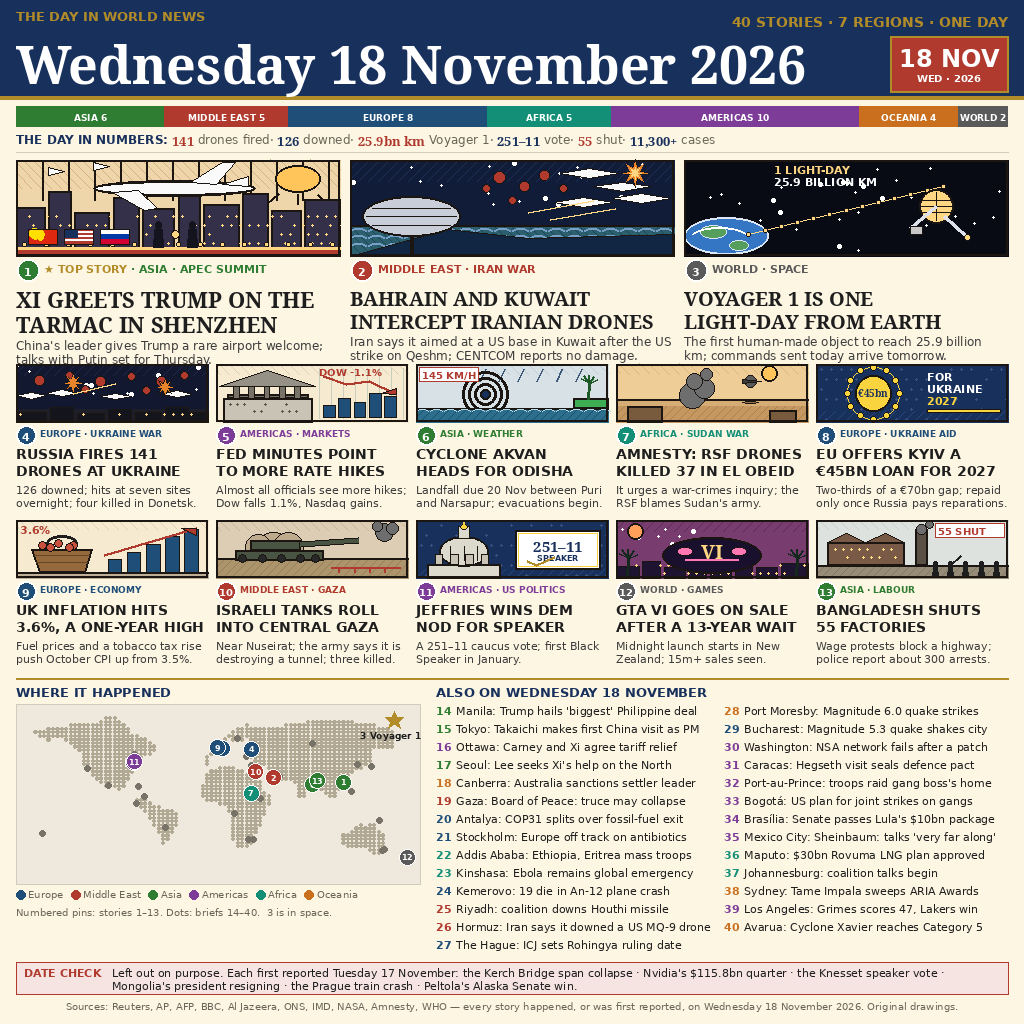 THE DAY IN WORLD NEWS
40 STORIES · 7 REGIONS · ONE DAY
Wednesday 18 November 2026
18 NOV
WED · 2026
ASIA 6
MIDDLE EAST 5
EUROPE 8
AFRICA 5
AMERICAS 10
OCEANIA 4
WORLD 2
THE DAY IN NUMBERS: 141 drones fired· 126 downed· 25.9bn km Voyager 1· 251–11 vote· 55 shut· 11,300+ cases
1 ★ TOP STORY · ASIA · APEC SUMMIT
XI GREETS TRUMP ON THE
TARMAC IN SHENZHEN
China's leader gives Trump a rare airport welcome;
talks with Putin set for Thursday.
2 MIDDLE EAST · IRAN WAR
BAHRAIN AND KUWAIT
INTERCEPT IRANIAN DRONES
Iran says it aimed at a US base in Kuwait after the US
strike on Qeshm; CENTCOM reports no damage.
1 LIGHT-DAY
25.9 BILLION KM
3 WORLD · SPACE
VOYAGER 1 IS ONE
LIGHT-DAY FROM EARTH
The first human-made object to reach 25.9 billion
km; commands sent today arrive tomorrow.
4 EUROPE · UKRAINE WAR
RUSSIA FIRES 141
DRONES AT UKRAINE
126 downed; hits at seven sites
overnight; four killed in Donetsk.
DOW -1.1%
5 AMERICAS · MARKETS
FED MINUTES POINT
TO MORE RATE HIKES
Almost all officials see more hikes;
Dow falls 1.1%, Nasdaq gains.
145 KM/H
6 ASIA · WEATHER
CYCLONE AKVAN
HEADS FOR ODISHA
Landfall due 20 Nov between Puri
and Narsapur; evacuations begin.
7 AFRICA · SUDAN WAR
AMNESTY: RSF DRONES
KILLED 37 IN EL OBEID
It urges a war-crimes inquiry; the
RSF blames Sudan's army.
€45bn
FOR
UKRAINE
2027
8 EUROPE · UKRAINE AID
EU OFFERS KYIV A
€45BN LOAN FOR 2027
Two-thirds of a €70bn gap; repaid
only once Russia pays reparations.
3.6%
9 EUROPE · ECONOMY
UK INFLATION HITS
3.6%, A ONE-YEAR HIGH
Fuel prices and a tobacco tax rise
push October CPI up from 3.5%.
10 MIDDLE EAST · GAZA
ISRAELI TANKS ROLL
INTO CENTRAL GAZA
Near Nuseirat; the army says it is
destroying a tunnel; three killed.
251–11
SPEAKER
11 AMERICAS · US POLITICS
JEFFRIES WINS DEM
NOD FOR SPEAKER
A 251–11 caucus vote; first Black
Speaker in January.
VI
12 WORLD · GAMES
GTA VI GOES ON SALE
AFTER A 13-YEAR WAIT
Midnight launch starts in New
Zealand; 15m+ sales seen.
55 SHUT
13 ASIA · LABOUR
BANGLADESH SHUTS
55 FACTORIES
Wage protests block a highway;
police report about 300 arrests.
WHERE IT HAPPENED
3 Voyager 1
9
4
11
10
2
13
1
7
12
Europe Middle East Asia Americas Africa Oceania
Numbered pins: stories 1–13. Dots: briefs 14–40. 3 is in space.
ALSO ON WEDNESDAY 18 NOVEMBER
14 Manila: Trump hails 'biggest' Philippine deal
15 Tokyo: Takaichi makes first China visit as PM
16 Ottawa: Carney and Xi agree tariff relief
17 Seoul: Lee seeks Xi's help on the North
18 Canberra: Australia sanctions settler leader
19 Gaza: Board of Peace: truce may collapse
20 Antalya: COP31 splits over fossil-fuel exit
21 Stockholm: Europe off track on antibiotics
22 Addis Ababa: Ethiopia, Eritrea mass troops
23 Kinshasa: Ebola remains global emergency
24 Kemerovo: 19 die in An-12 plane crash
25 Riyadh: coalition downs Houthi missile
26 Hormuz: Iran says it downed a US MQ-9 drone
27 The Hague: ICJ sets Rohingya ruling date
28 Port Moresby: Magnitude 6.0 quake strikes
29 Bucharest: Magnitude 5.3 quake shakes city
30 Washington: NSA network fails after a patch
31 Caracas: Hegseth visit seals defence pact
32 Port-au-Prince: troops raid gang boss's home
33 Bogotá: US plan for joint strikes on gangs
34 Brasília: Senate passes Lula's $10bn package
35 Mexico City: Sheinbaum: talks 'very far along'
36 Maputo: $30bn Rovuma LNG plan approved
37 Johannesburg: coalition talks begin
38 Sydney: Tame Impala sweeps ARIA Awards
39 Los Angeles: Grimes scores 47, Lakers win
40 Avarua: Cyclone Xavier reaches Category 5
DATE CHECK Left out on purpose. Each first reported Tuesday 17 November: the Kerch Bridge span collapse · Nvidia's $115.8bn quarter · the Knesset speaker vote ·
Mongolia's president resigning · the Prague train crash · Peltola's Alaska Senate win.
Sources: Reuters, AP, AFP, BBC, Al Jazeera, ONS, IMD, NASA, Amnesty, WHO — every story happened, or was first reported, on Wednesday 18 November 2026. Original drawings.